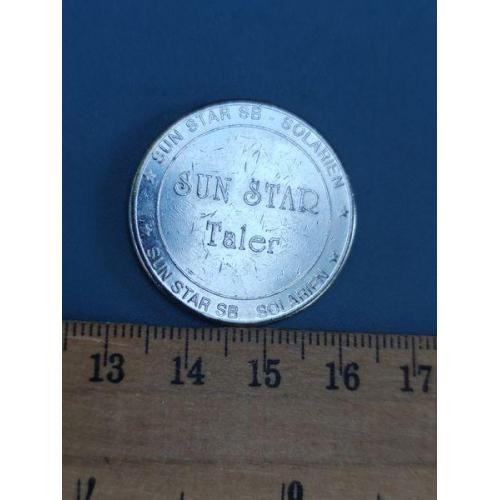 SUN STAR SB - SOLARIEN
SUN STAR
Taler
SUN STAR SB - SOLARIEN
13 14 15 16 17